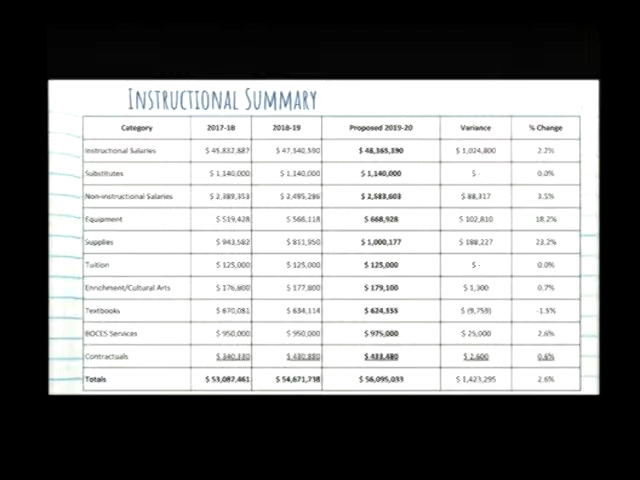 INSTRUCTIONAL SUMMARY
Category 2017-18 2018-19 Proposed 2019-20 Variance % Change
Instructional Salaries $ 45,832,887 $ 47,340,590 $ 48,365,390 $ 1,024,800 2.2%
Substitutes $ 1,140,000 $ 1,140,000 $ 1,140,000 $ - 0.0%
Non-instructional Salaries $ 2,389,353 $ 2,495,286 $ 2,583,603 $ 88,317 3.5%
Equipment $ 519,428 $ 566,118 $ 668,928 $ 102,810 18.2%
Supplies $ 943,582 $ 811,950 $ 1,000,177 $ 188,227 23.2%
Tuition $ 125,000 $ 125,000 $ 125,000 $ - 0.0%
Enrichment/Cultural Arts $ 176,800 $ 177,800 $ 179,100 $ 1,300 0.7%
Textbooks $ 670,081 $ 634,114 $ 624,355 $ (9,759) -1.5%
BOCES Services $ 950,000 $ 950,000 $ 975,000 $ 25,000 2.6%
Contractuals $ 340,330 $ 430,880 $ 433,480 $ 2,600 0.6%
Totals $ 53,087,461 $ 54,671,738 $ 56,095,033 $ 1,423,295 2.6%